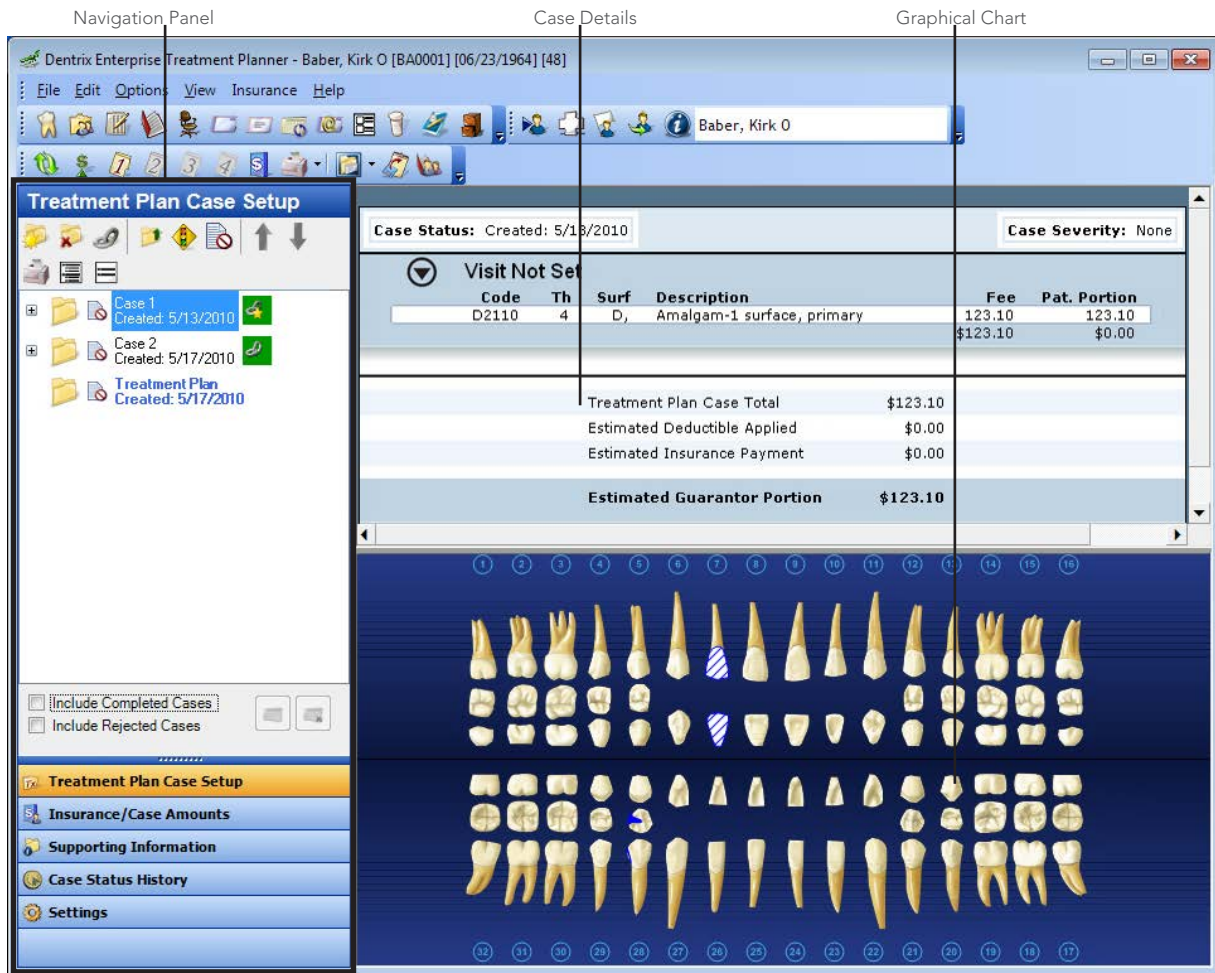 Navigation Panel Case Details Graphical Chart
Dentrix Enterprise Treatment Planner - Baber, Kirk O [BA0001] [06/23/1964] [48]
File Edit Options View Insurance Help
Baber, Kirk O
1 2 3 4 S
Treatment Plan Case Setup
Case 1
Created: 5/13/2010
Case 2
Created: 5/17/2010
Treatment Plan
Created: 5/17/2010
Include Completed Cases
Include Rejected Cases
Treatment Plan Case Setup
Insurance/Case Amounts
Supporting Information
Case Status History
Settings
Case Status: Created: 5/13/2010 Case Severity: None
Visit Not Set
Code Th Surf Description Fee Pat. Portion
D2110 4 D, Amalgam-1 surface, primary 123.10 123.10
$123.10 $0.00
Treatment Plan Case Total $123.10
Estimated Deductible Applied $0.00
Estimated Insurance Payment $0.00
Estimated Guarantor Portion $123.10
1 2 3 4 5 6 7 8 9 10 11 12 13 14 15 16
32 31 30 29 28 27 26 25 24 23 22 21 20 19 18 17